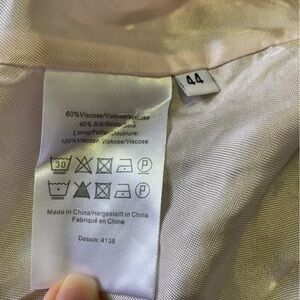 44
60%Viscose/Viskose/Viscose
40% Silk/Seide/Soie
Lining/Futter/Doublure:
100%Viscose/Viskose/Viscose
30
P
P
Made in China/Hergestellt in China
Fabriqué en Chine
Dessin: 4138